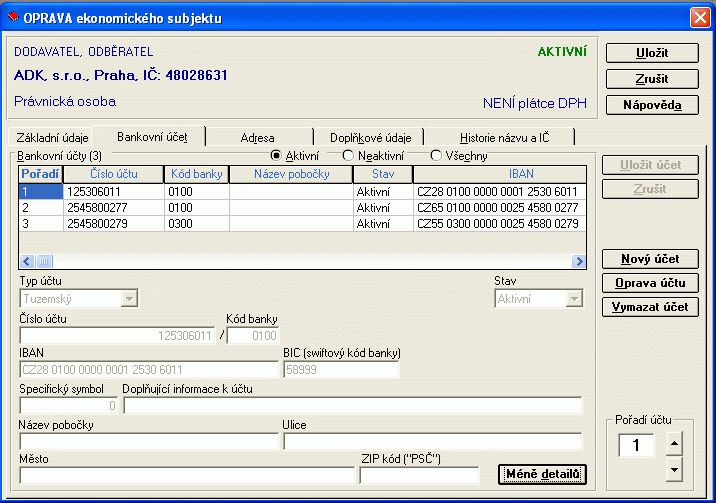 OPRAVA ekonomického subjektu
DODAVATEL, ODBĚRATEL AKTIVNÍ
ADK, s.r.o., Praha, IČ: 48028631
Právnická osoba NENÍ plátce DPH
Uložit
Zrušit
Nápověda
Základní údaje Bankovní účet Adresa Doplňkové údaje Historie názvu a IČ
Bankovní účty (3) Aktivní Neaktivní Všechny
Pořadí Číslo účtu Kód banky Název pobočky Stav IBAN
1 125306011 0100 Aktivní CZ28 0100 0000 0001 2530 6011
2 2545800277 0100 Aktivní CZ65 0100 0000 0025 4580 0277
3 2545800279 0300 Aktivní CZ55 0300 0000 0025 4580 0279
Uložit účet
Zrušit
Nový účet
Oprava účtu
Vymazat účet
Typ účtu Stav
Tuzemský Aktivní
Číslo účtu Kód banky
125306011 / 0100
IBAN BIC (swiftový kód banky)
CZ28 0100 0000 0001 2530 6011 58999
Specifický symbol Doplňující informace k účtu
0
Název pobočky Ulice
Město ZIP kód ("PSČ")
Méně detailů
Pořadí účtu
1